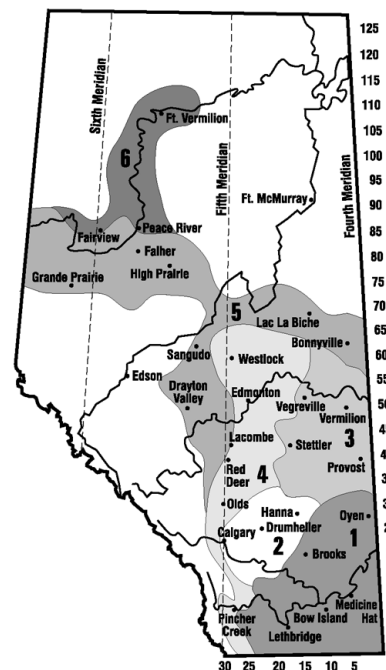 125
120
115
110
105
100
95
90
85
80
75
70
65
60
55
Sixth Meridian
Fifth Meridian
Fourth Meridian
Ft. Vermilion
6
Ft. McMurray
Fairview
Peace River
Falher
High Prairie
Grande Prairie
5
Lac La Biche
Bonnyville
Sangudo
Westlock
Edson
Drayton
Valley
Edmonton
Vegreville
Vermilion
3
Lacombe
Stettler
Provost
Red
Deer
4
Olds
Hanna
Oyen
Drumheller
1
Calgary
2
Brooks
Pincher
Creek
Bow Island
Medicine
Hat
Lethbridge
30 25 20 15 10 5